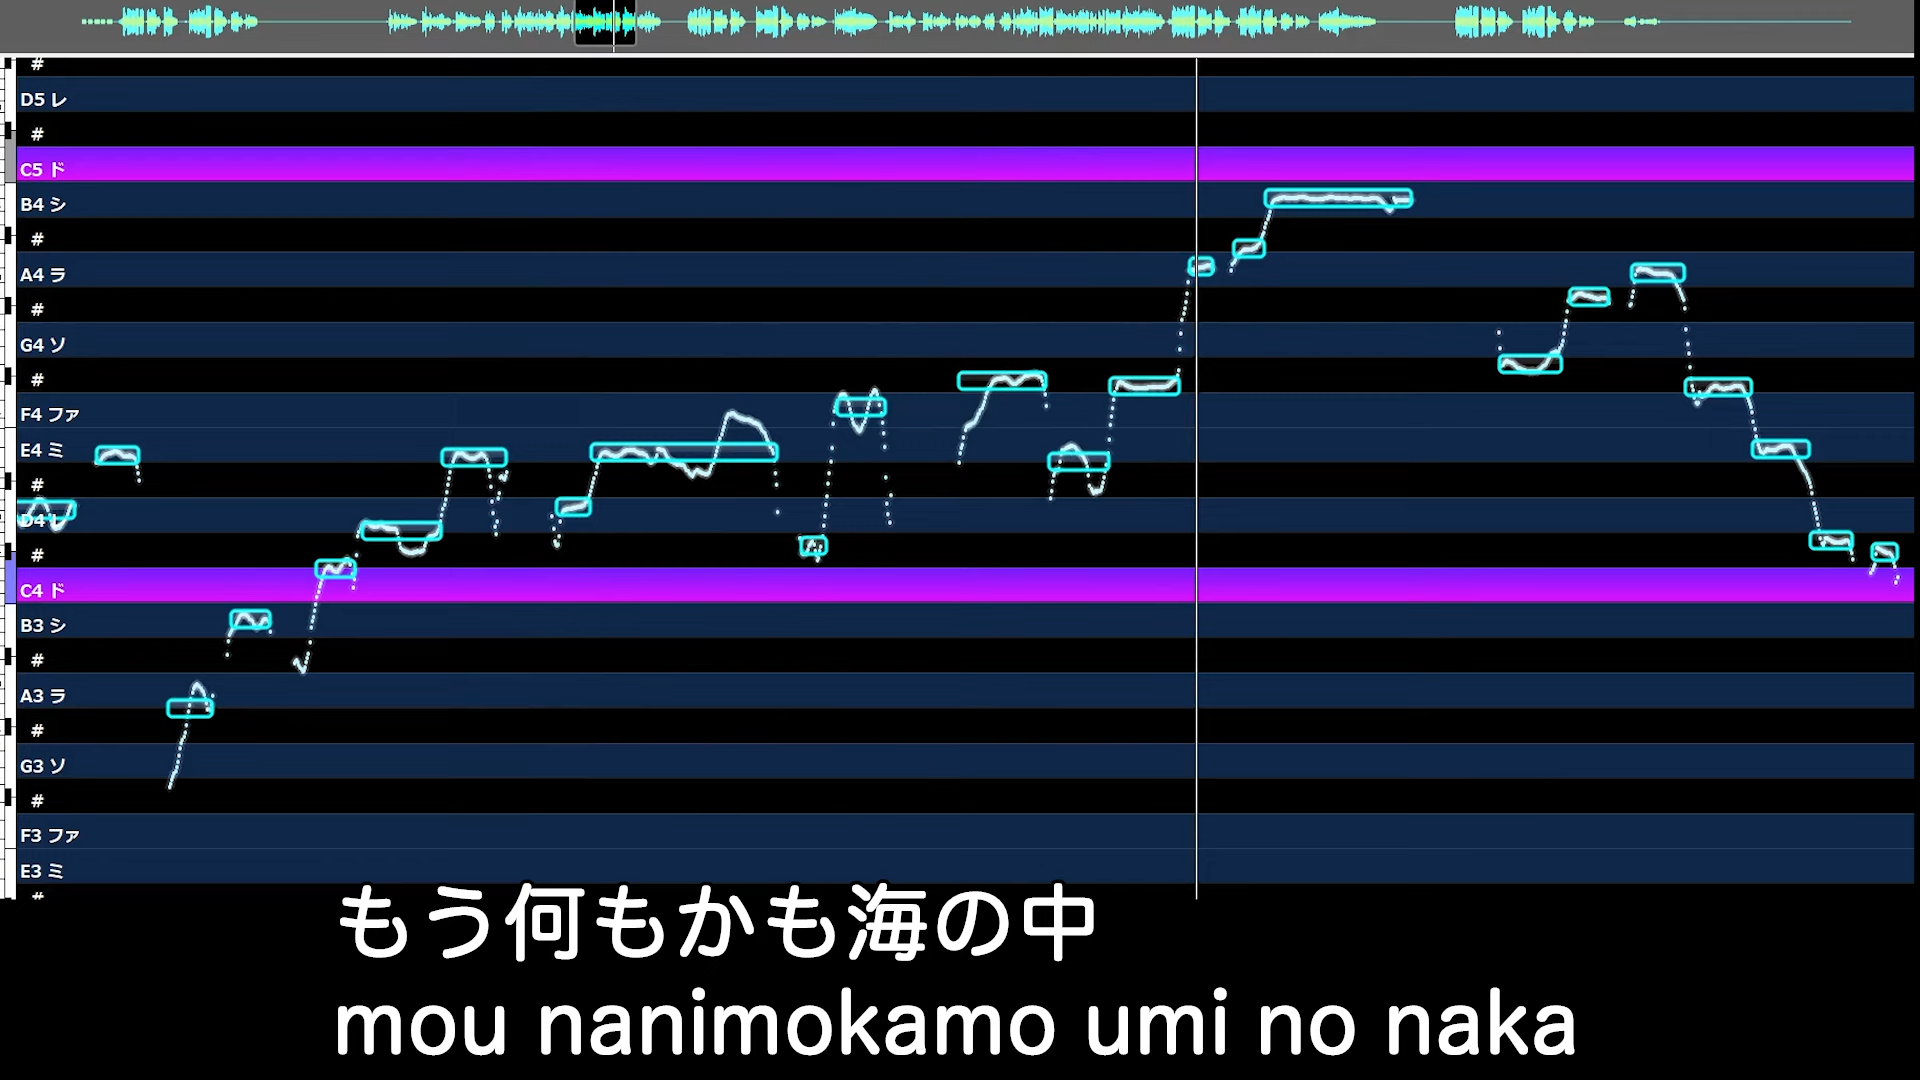 #
D5 レ
#
C5 ド
B4 シ
#
A4 ラ
#
G4 ソ
#
F4 ファ
E4 ミ
#
D4 レ
#
C4 ド
B3 シ
#
A3 ラ
#
G3 ソ
#
F3 ファ
E3 ミ
#
もう何もかも海の中
mou nanimokamo umi no naka